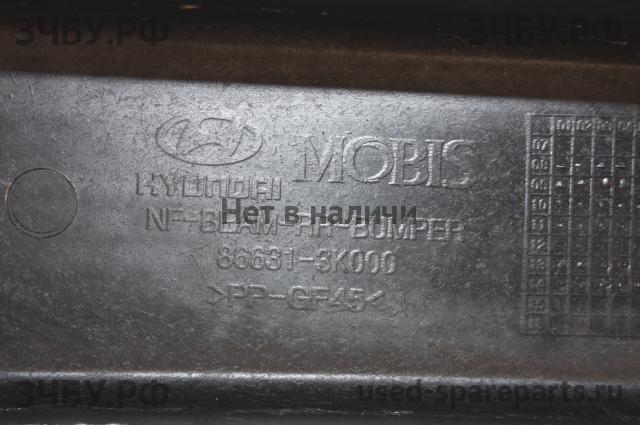 ЗЧБУ.РФ ЗЧБУ.РФ
HYUNDAI MOBIS
NF-BEAM-RR-BUMPER
Нет в наличи
86631-3K000
>PP-GF45<
ЗЧБУ.РФ used-spareparts.ru